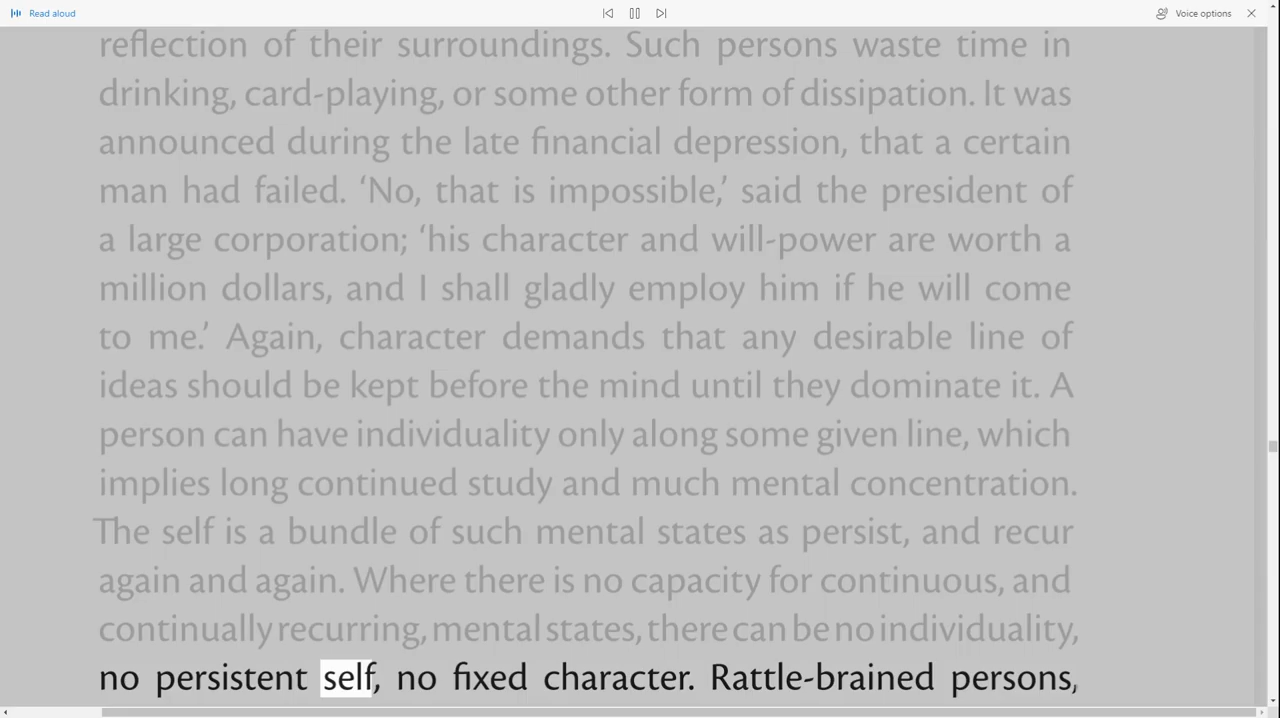 Read aloud
Voice options
reflection of their surroundings. Such persons waste time in
drinking, card-playing, or some other form of dissipation. It was
announced during the late financial depression, that a certain
man had failed. ‘No, that is impossible,’ said the president of
a large corporation; ‘his character and will-power are worth a
million dollars, and I shall gladly employ him if he will come
to me.’ Again, character demands that any desirable line of
ideas should be kept before the mind until they dominate it. A
person can have individuality only along some given line, which
implies long continued study and much mental concentration.
The self is a bundle of such mental states as persist, and recur
again and again. Where there is no capacity for continuous, and
continually recurring, mental states, there can be no individuality,
no persistent self, no fixed character. Rattle-brained persons,